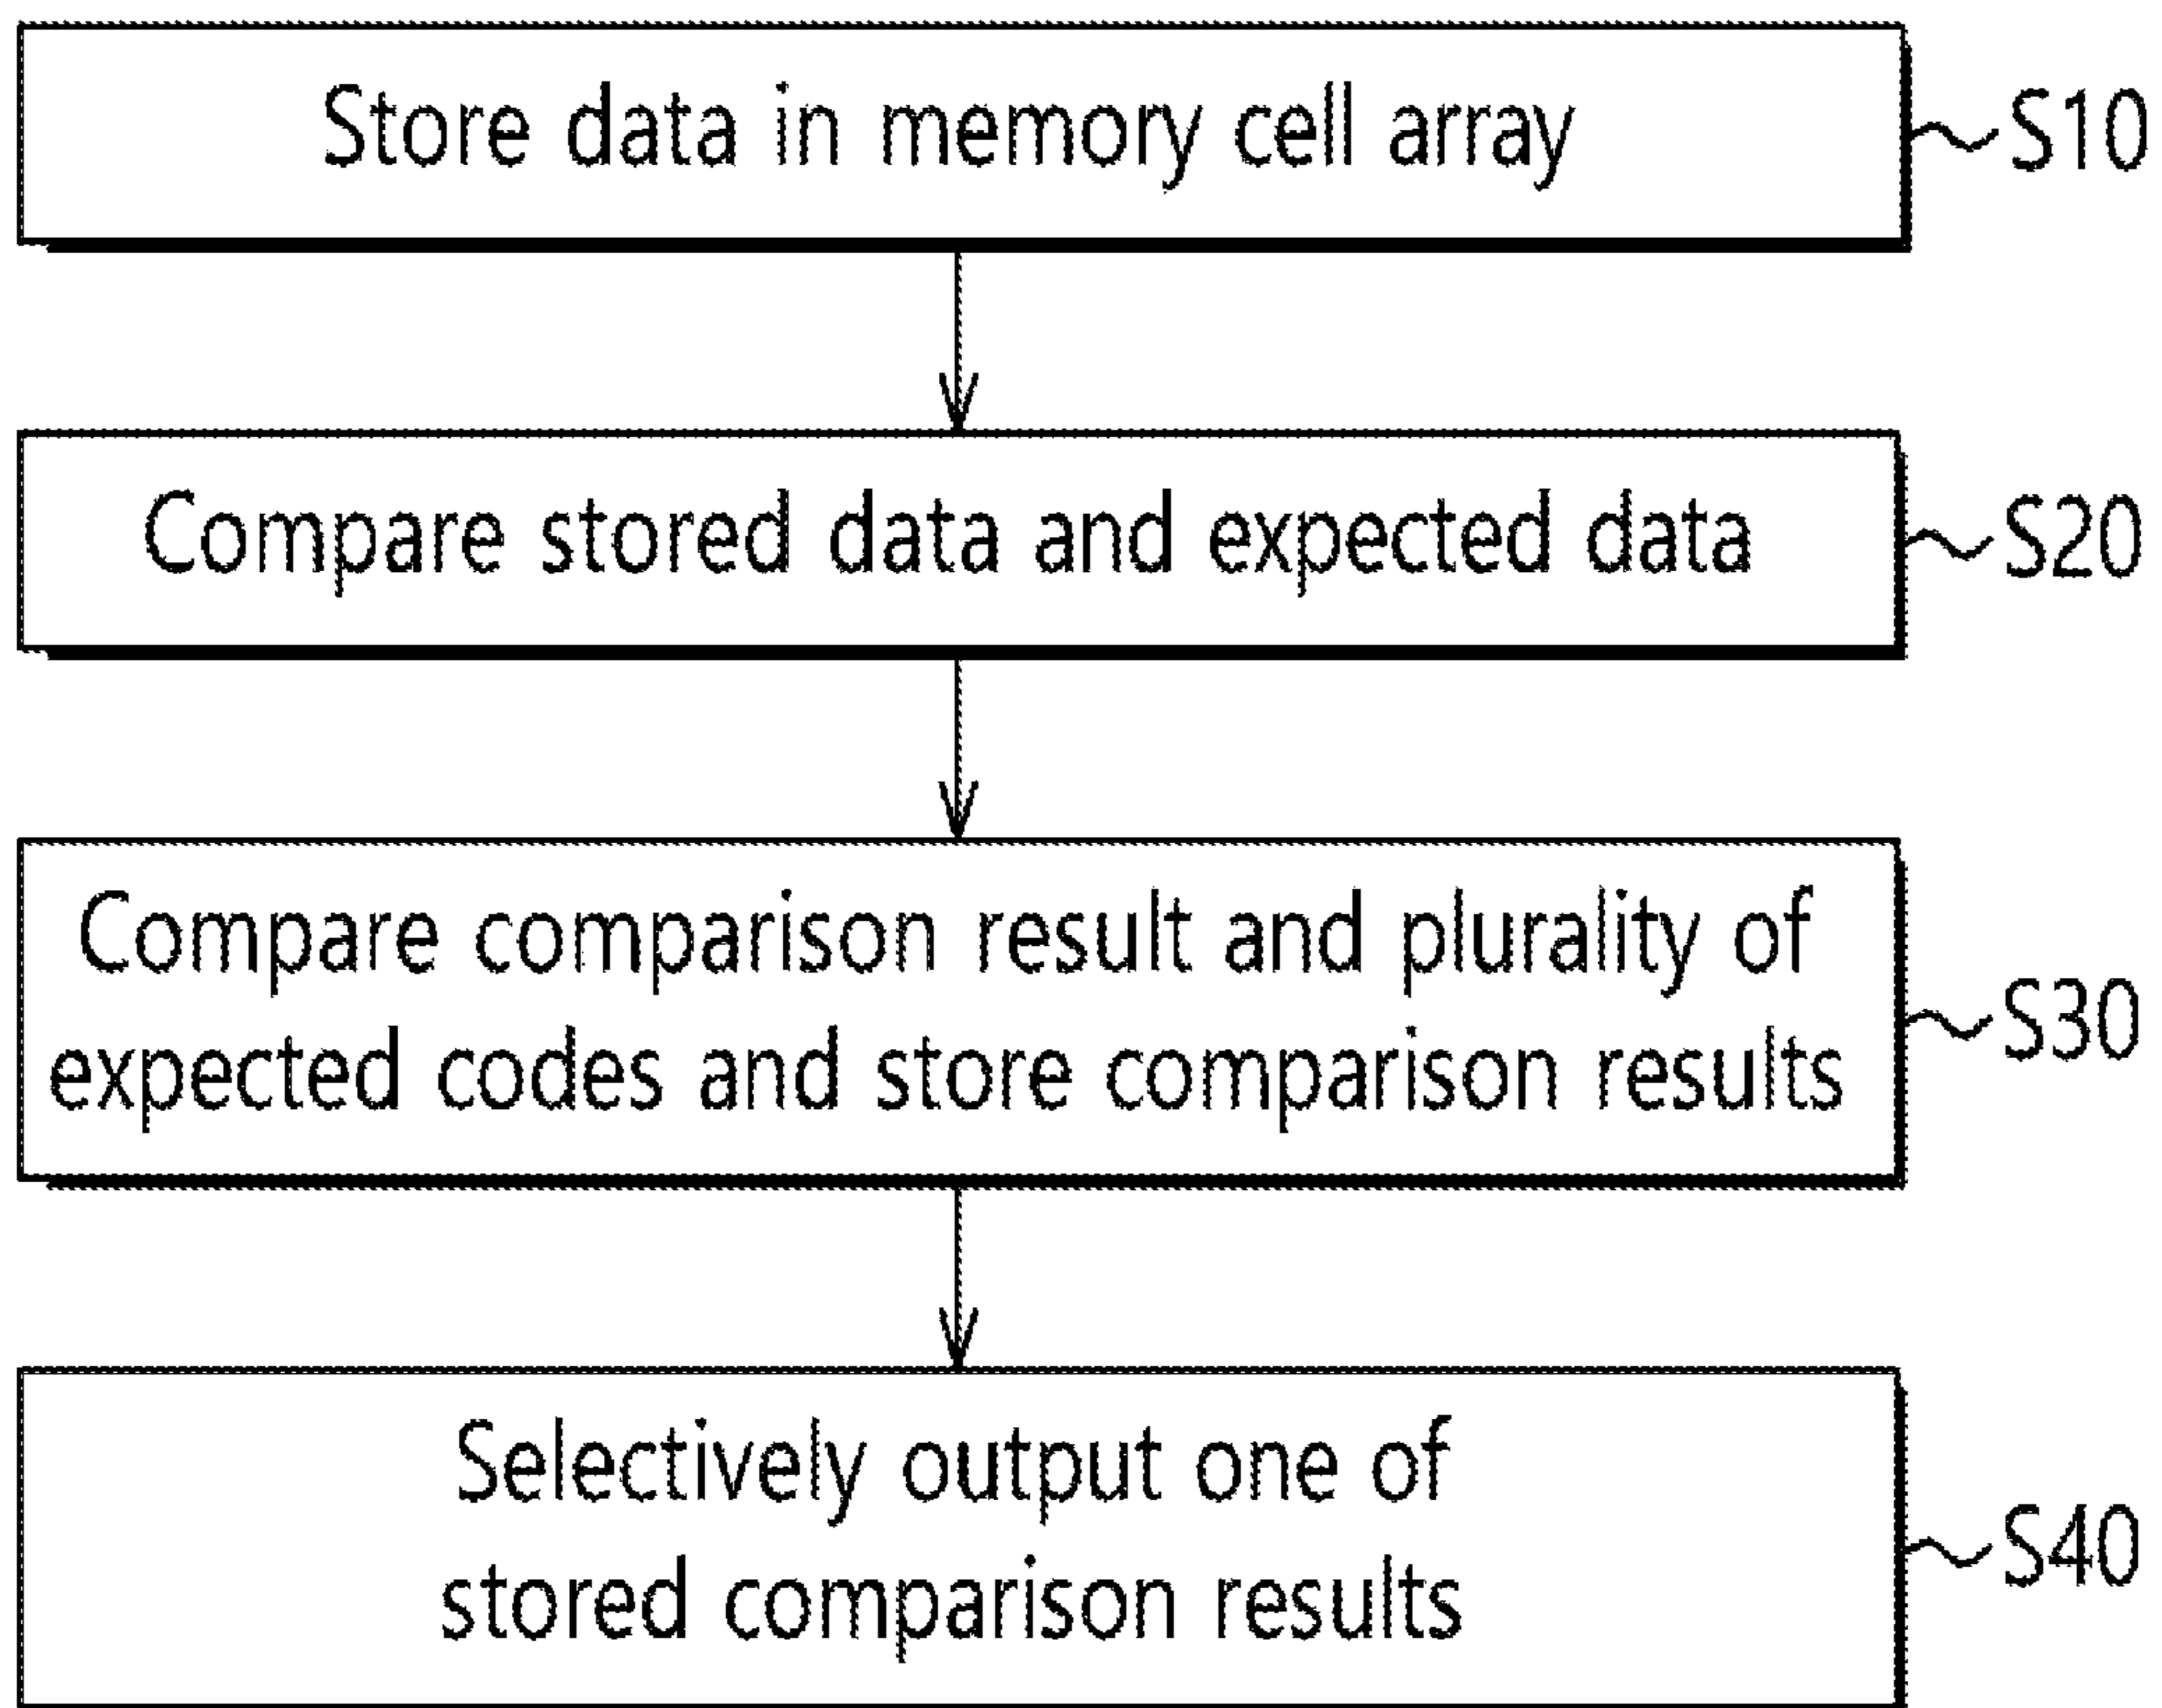 Store data in memory cell array
S10
Compare stored data and expected data
S20
Compare comparison result and plurality of
expected codes and store comparison results
S30
Selectively output one of
stored comparison results
S40